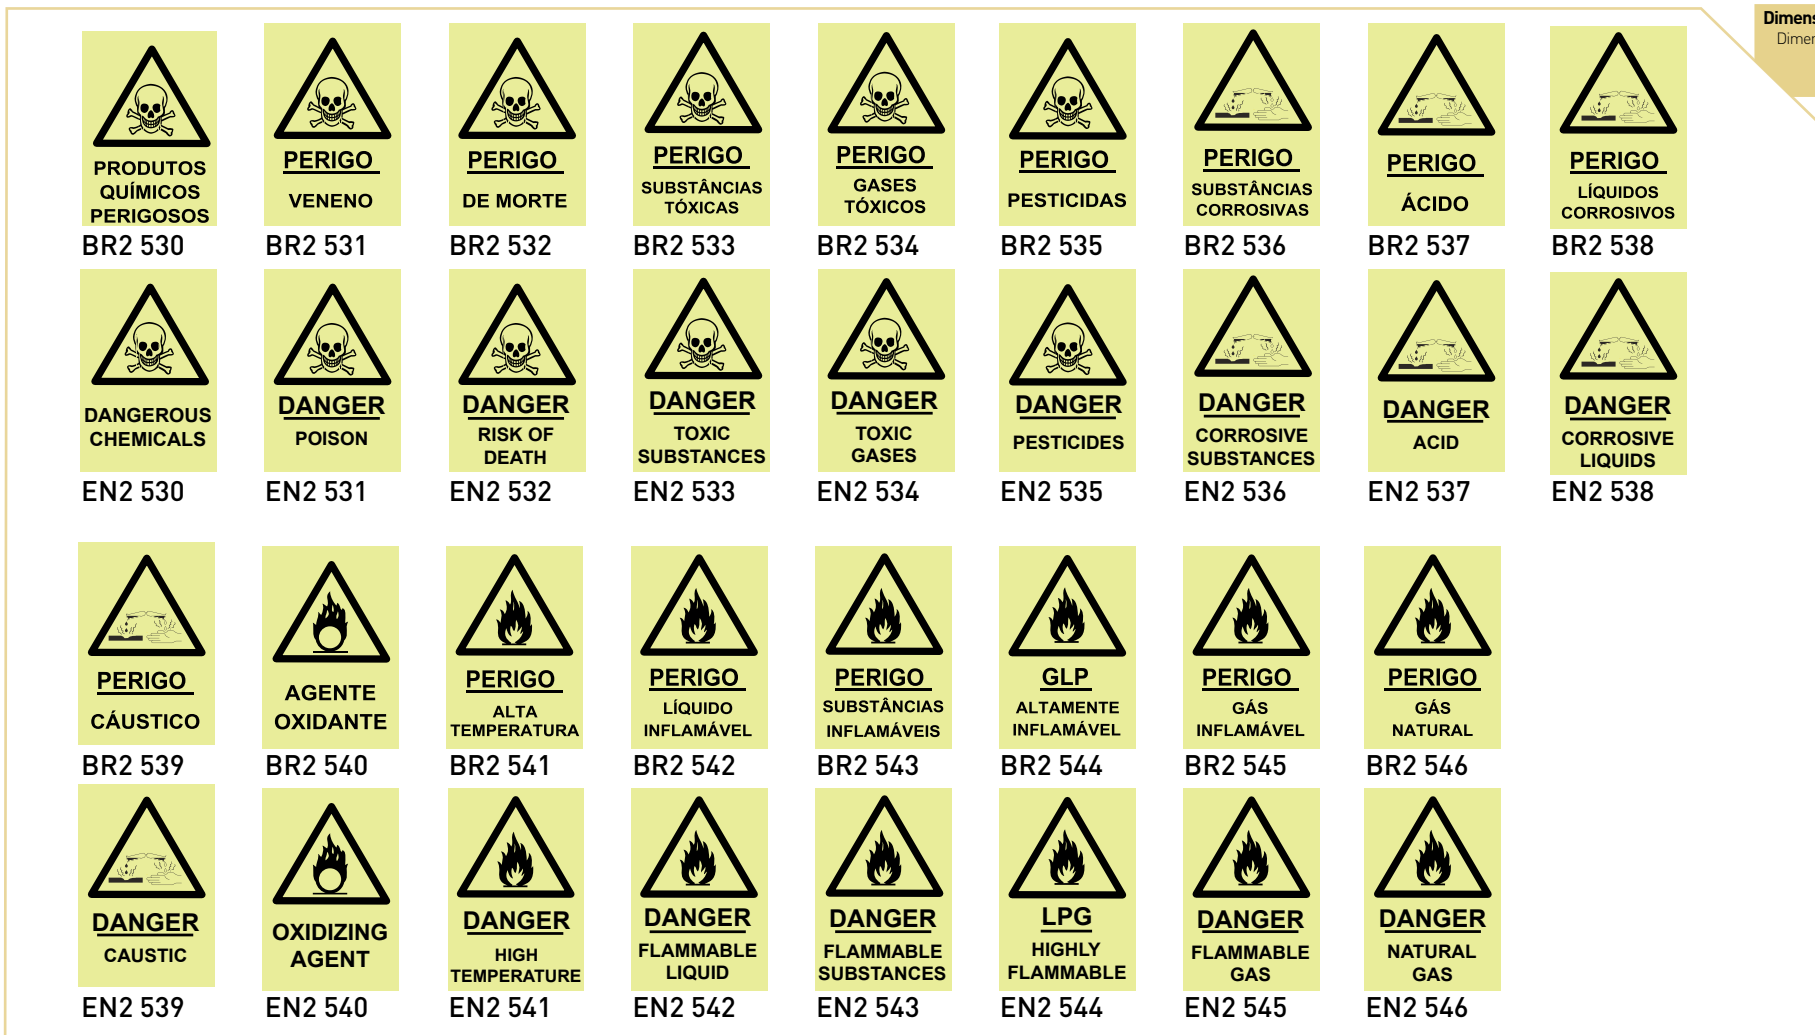 Dimens
Dimen
PRODUTOS
QUÍMICOS
PERIGOSOS
BR2 530
PERIGO
VENENO
BR2 531
PERIGO
DE MORTE
BR2 532
PERIGO
SUBSTÂNCIAS
TÓXICAS
BR2 533
PERIGO
GASES
TÓXICOS
BR2 534
PERIGO
PESTICIDAS
BR2 535
PERIGO
SUBSTÂNCIAS
CORROSIVAS
BR2 536
PERIGO
ÁCIDO
BR2 537
PERIGO
LÍQUIDOS
CORROSIVOS
BR2 538
DANGEROUS
CHEMICALS
EN2 530
DANGER
POISON
EN2 531
DANGER
RISK OF
DEATH
EN2 532
DANGER
TOXIC
SUBSTANCES
EN2 533
DANGER
TOXIC
GASES
EN2 534
DANGER
PESTICIDES
EN2 535
DANGER
CORROSIVE
SUBSTANCES
EN2 536
DANGER
ACID
EN2 537
DANGER
CORROSIVE
LIQUIDS
EN2 538
PERIGO
CÁUSTICO
BR2 539
AGENTE
OXIDANTE
BR2 540
PERIGO
ALTA
TEMPERATURA
BR2 541
PERIGO
LÍQUIDO
INFLAMÁVEL
BR2 542
PERIGO
SUBSTÂNCIAS
INFLAMÁVEIS
BR2 543
GLP
ALTAMENTE
INFLAMÁVEL
BR2 544
PERIGO
GÁS
INFLAMÁVEL
BR2 545
PERIGO
GÁS
NATURAL
BR2 546
DANGER
CAUSTIC
EN2 539
OXIDIZING
AGENT
EN2 540
DANGER
HIGH
TEMPERATURE
EN2 541
DANGER
FLAMMABLE
LIQUID
EN2 542
DANGER
FLAMMABLE
SUBSTANCES
EN2 543
LPG
HIGHLY
FLAMMABLE
EN2 544
DANGER
FLAMMABLE
GAS
EN2 545
DANGER
NATURAL
GAS
EN2 546